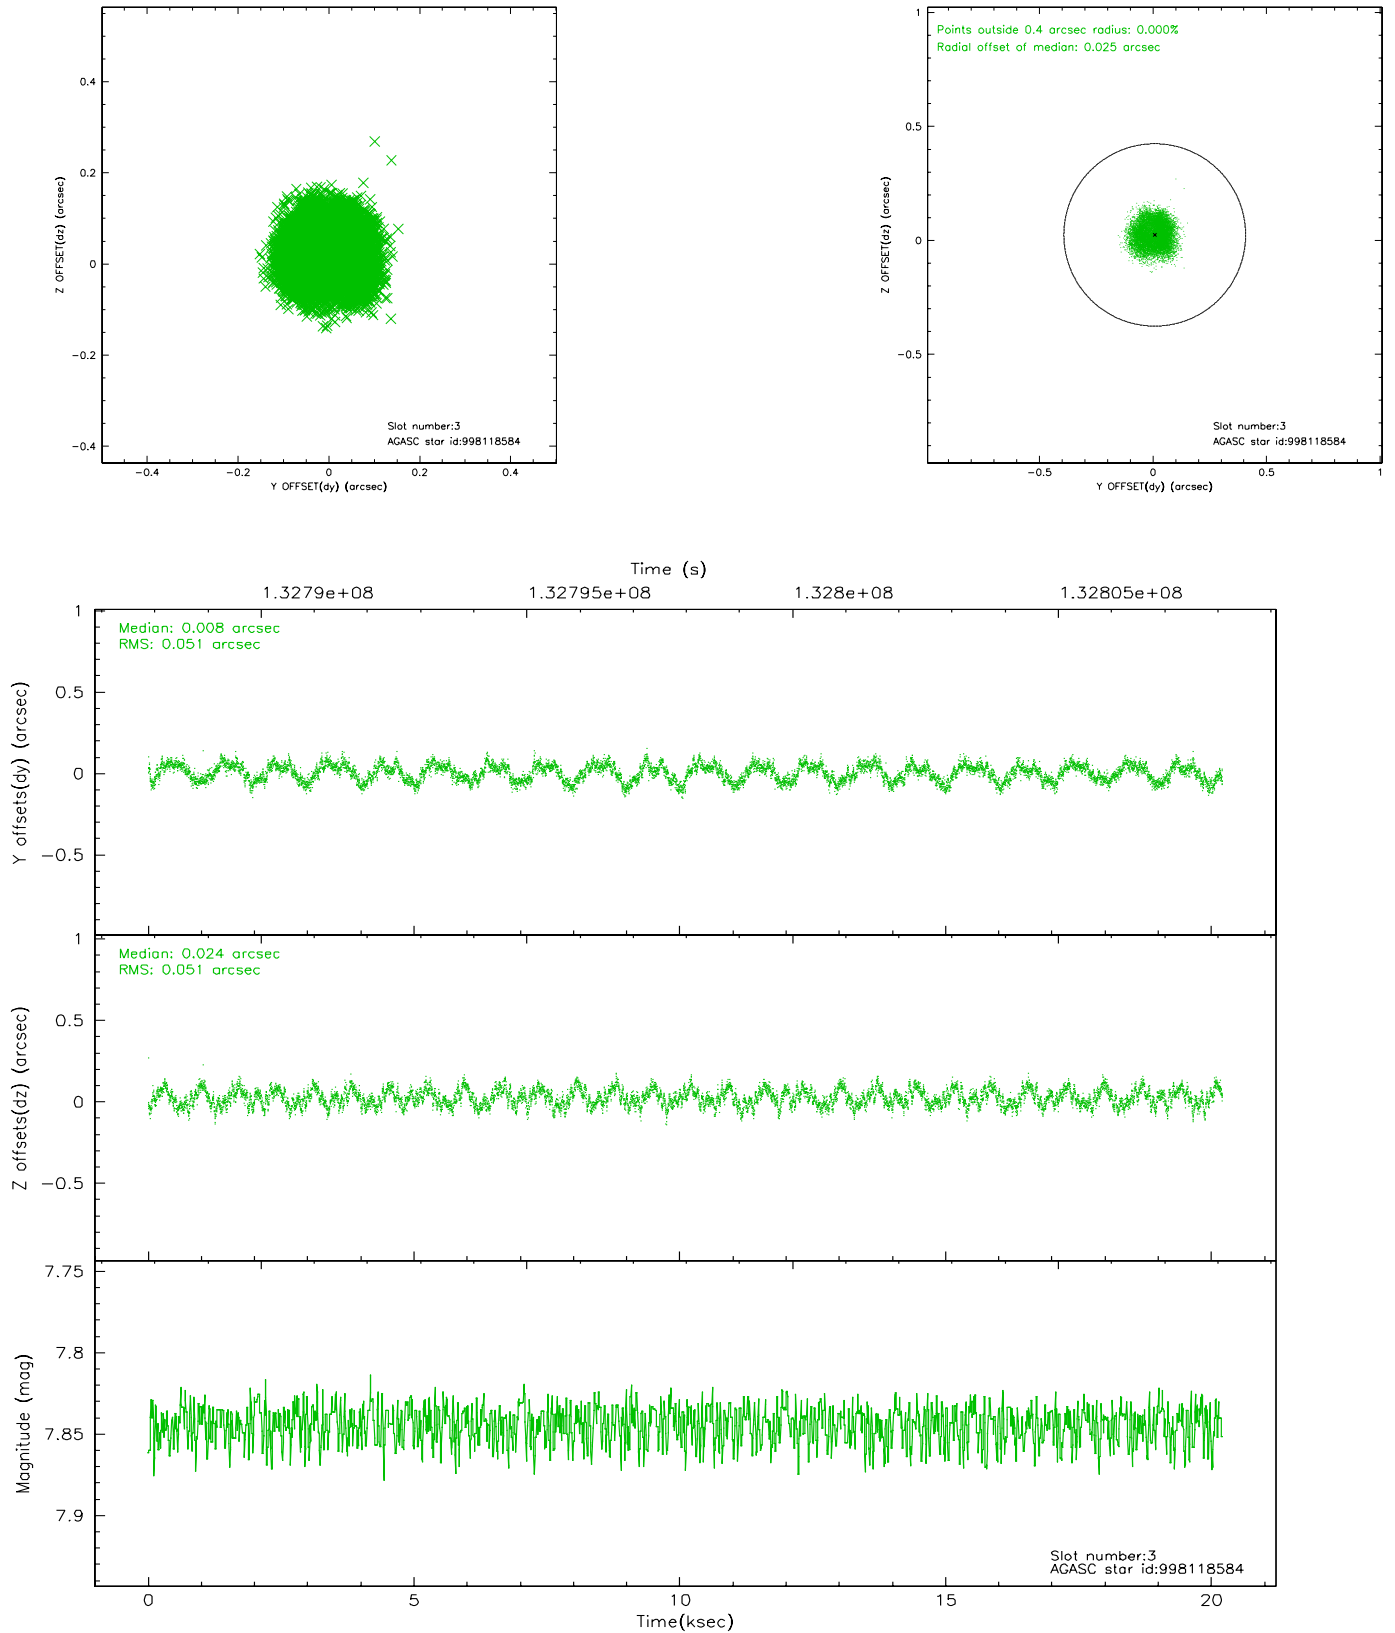 0.4
0.2
0
−0.2
−0.4
Z OFFSET(dz) (arcsec)
−0.4 −0.2 0 0.2 0.4
Y OFFSET(dy) (arcsec)
Slot number:3
AGASC star id:998118584
Points outside 0.4 arcsec radius: 0.000%
Radial offset of median: 0.025 arcsec
1
0.5
0
−0.5
Z OFFSET(dz) (arcsec)
−0.5 0 0.5 1
Y OFFSET(dy) (arcsec)
Slot number:3
AGASC star id:998118584
Time (s)
1.3279e+08 1.32795e+08 1.328e+08 1.32805e+08
Median: 0.008 arcsec
RMS: 0.051 arcsec
1
0.5
0
−0.5
Y offsets(dy) (arcsec)
Median: 0.024 arcsec
RMS: 0.051 arcsec
1
0.5
0
−0.5
Z offsets(dz) (arcsec)
7.75
7.8
7.85
7.9
Magnitude (mag)
Slot number:3
AGASC star id:998118584
0 5 10 15 20
Time(ksec)